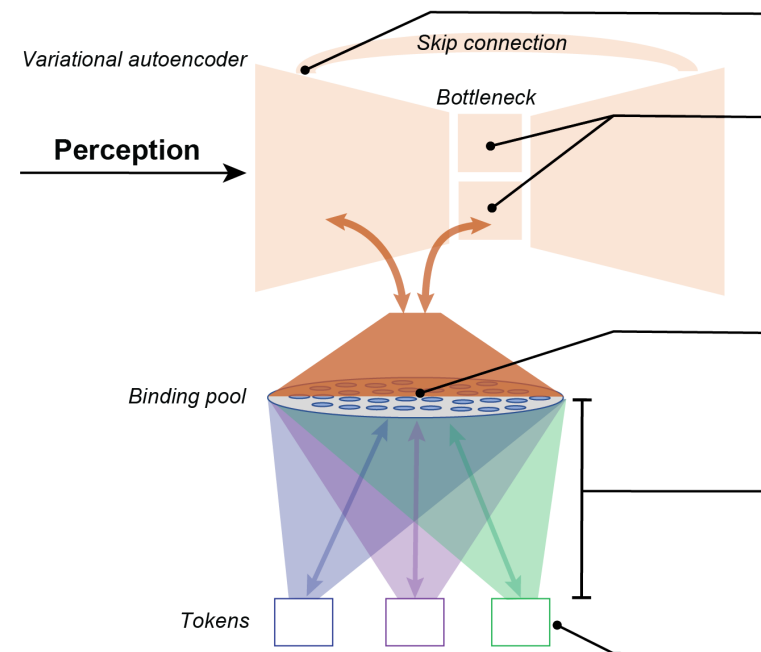 Skip connection
Variational autoencoder
Bottleneck
Perception
Binding pool
Tokens